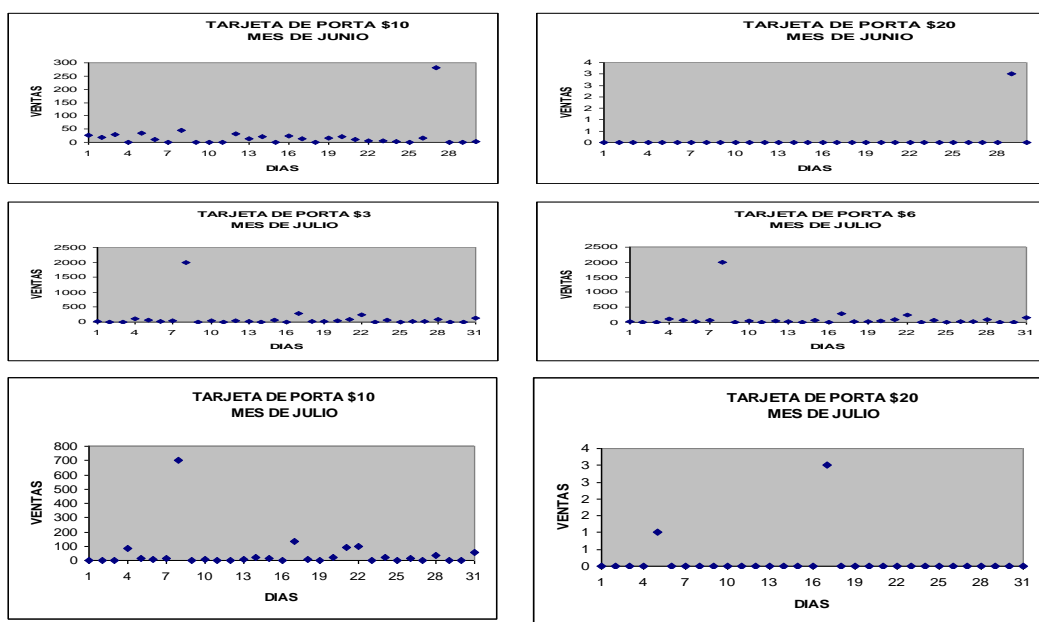 TARJETA DE PORTA $10
MES DE JUNIO
VENTAS
300
250
200
150
100
50
0
1 4 7 10 13 16 19 22 25 28
DIAS
TARJETA DE PORTA $20
MES DE JUNIO
VENTAS
4
3
3
2
2
1
1
0
1 4 7 10 13 16 19 22 25 28
DIAS
TARJETA DE PORTA $3
MES DE JULIO
VENTAS
2500
2000
1500
1000
500
0
1 4 7 10 13 16 19 22 25 28 31
DIAS
TARJETA DE PORTA $6
MES DE JULIO
VENTAS
2500
2000
1500
1000
500
0
1 4 7 10 13 16 19 22 25 28 31
DIAS
TARJETA DE PORTA $10
MES DE JULIO
VENTAS
800
700
600
500
400
300
200
100
0
1 4 7 10 13 16 19 22 25 28 31
DIAS
TARJETA DE PORTA $20
MES DE JULIO
VENTAS
4
3
3
2
2
1
1
0
1 4 7 10 13 16 19 22 25 28 31
DIAS